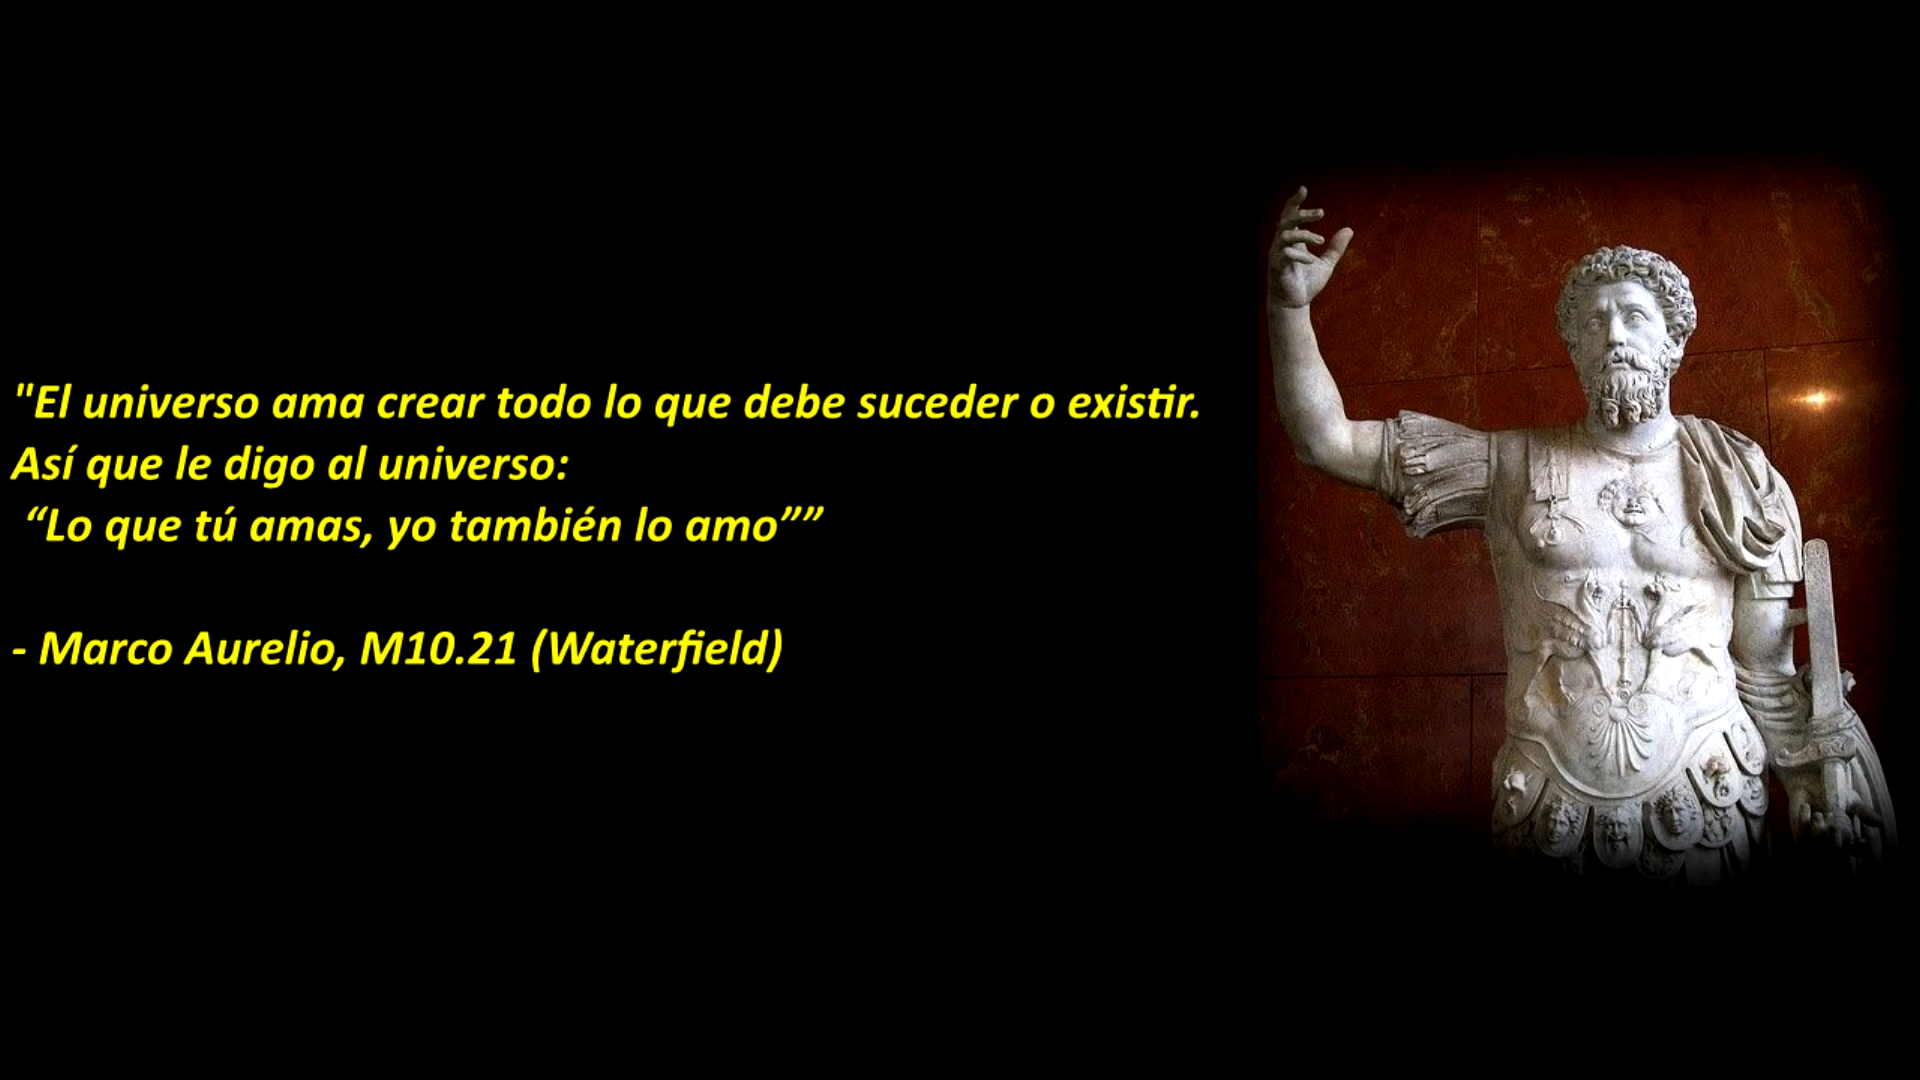 "El universo ama crear todo lo que debe suceder o existir.
Así que le digo al universo:
“Lo que tú amas, yo también lo amo””
- Marco Aurelio, M10.21 (Waterfield)